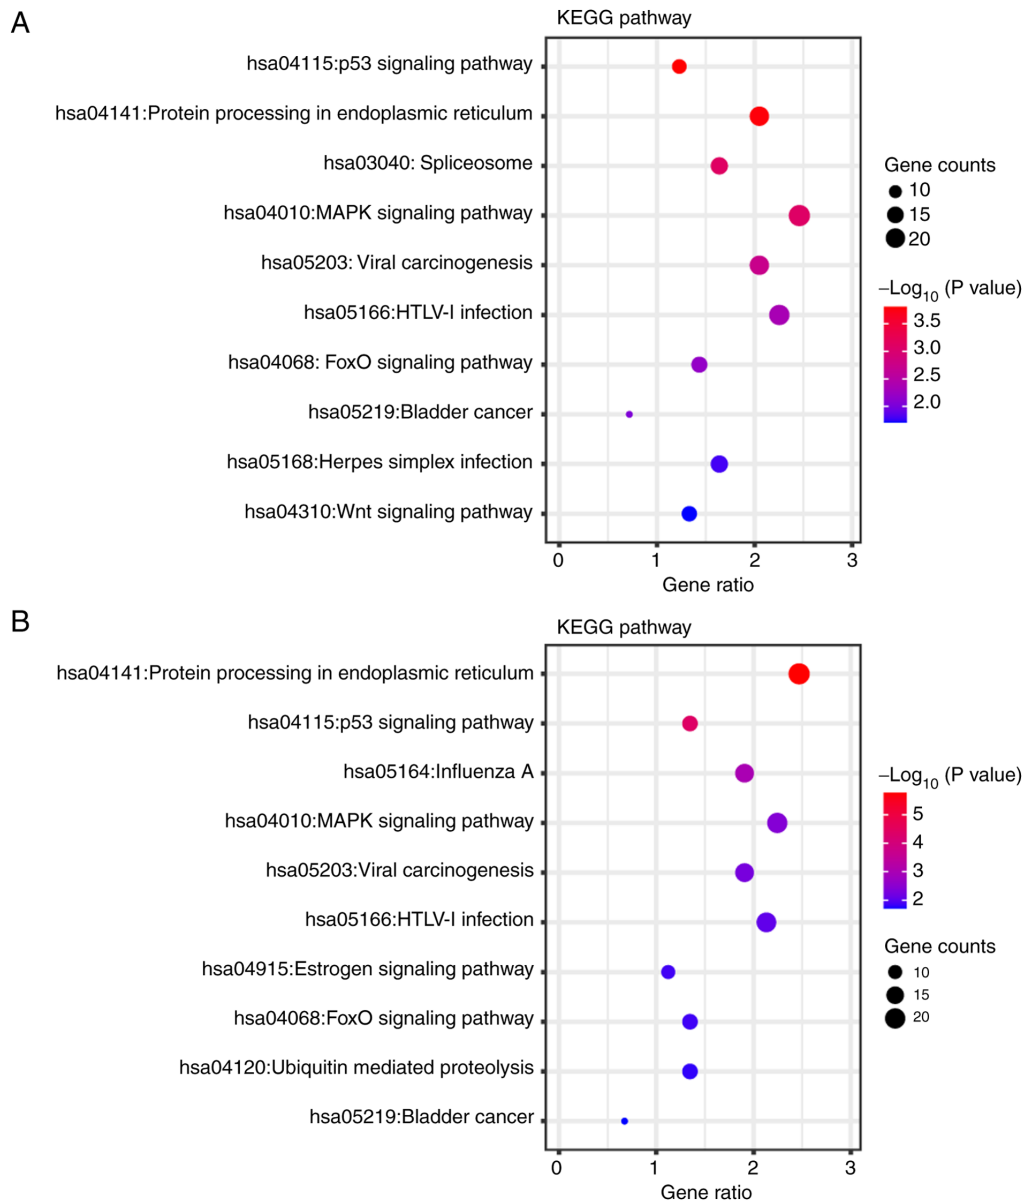 A
KEGG pathway
hsa04115:p53 signaling pathway
hsa04141:Protein processing in endoplasmic reticulum
hsa03040: Spliceosome
hsa04010:MAPK signaling pathway
hsa05203: Viral carcinogenesis
hsa05166:HTLV-I infection
hsa04068: FoxO signaling pathway
hsa05219:Bladder cancer
hsa05168:Herpes simplex infection
hsa04310:Wnt signaling pathway
0 1 2 3
Gene ratio
Gene counts
10
15
20
−Log10 (P value)
3.5
3.0
2.5
2.0
B
KEGG pathway
hsa04141:Protein processing in endoplasmic reticulum
hsa04115:p53 signaling pathway
hsa05164:Influenza A
hsa04010:MAPK signaling pathway
hsa05203:Viral carcinogenesis
hsa05166:HTLV-I infection
hsa04915:Estrogen signaling pathway
hsa04068:FoxO signaling pathway
hsa04120:Ubiquitin mediated proteolysis
hsa05219:Bladder cancer
0 1 2 3
Gene ratio
−Log10 (P value)
5
4
3
2
Gene counts
10
15
20